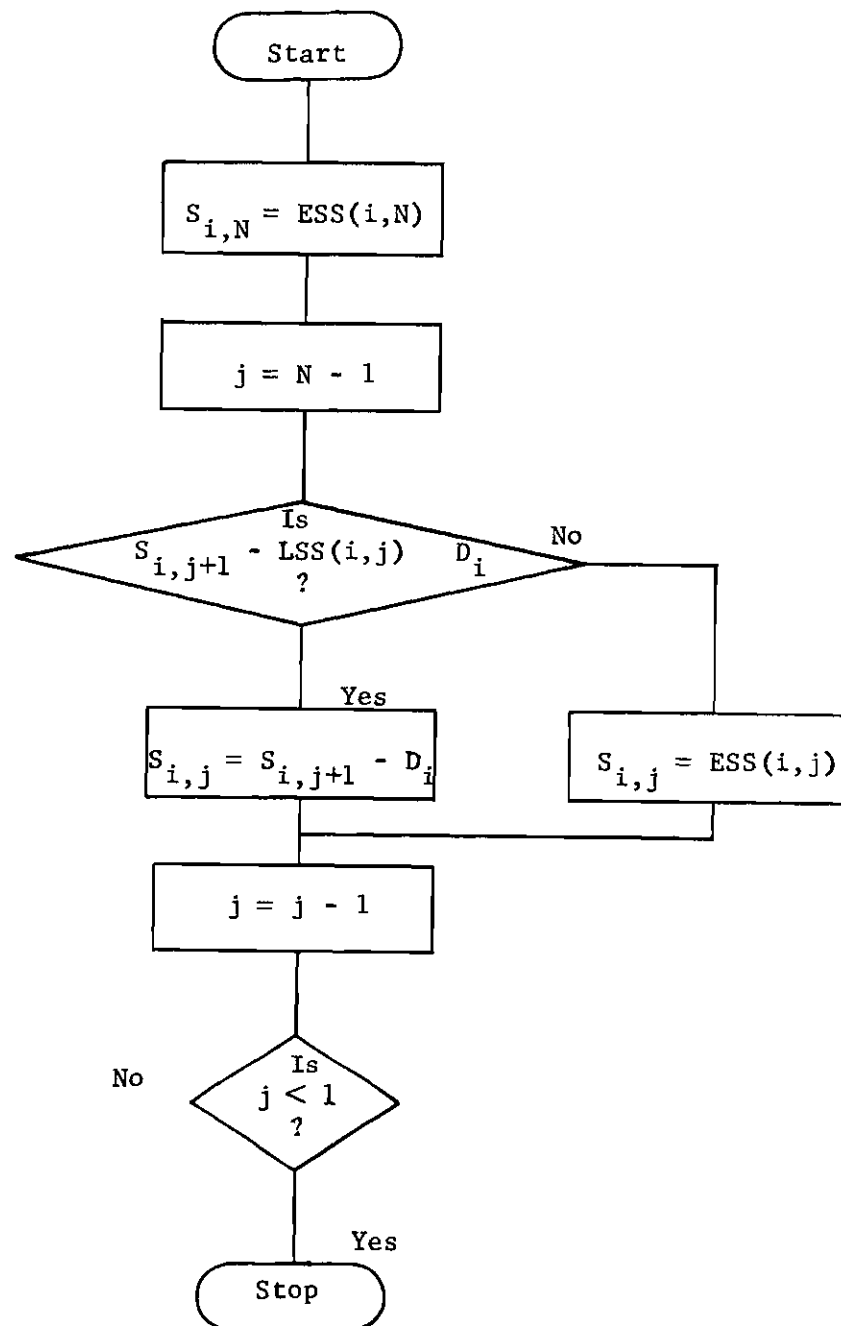 Start
S_{i,N} = ESS(i,N)
j = N - 1
Is
S_{i,j+1} - LSS(i,j) D_i
?
No
Yes
S_{i,j} = S_{i,j+1} - D_i
S_{i,j} = ESS(i,j)
j = j - 1
No
Is
j < 1
?
Yes
Stop